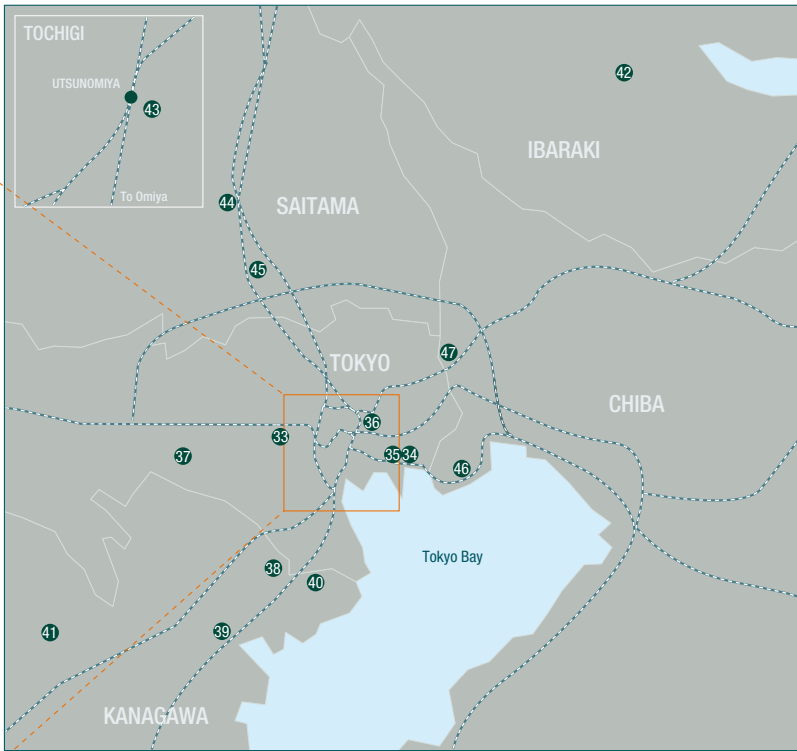 TOCHIGI
UTSUNOMIYA
43
To Omiya
42
IBARAKI
44
SAITAMA
45
TOKYO
47
CHIBA
36
33
37
35 34
46
Tokyo Bay
38
40
41
39
KANAGAWA